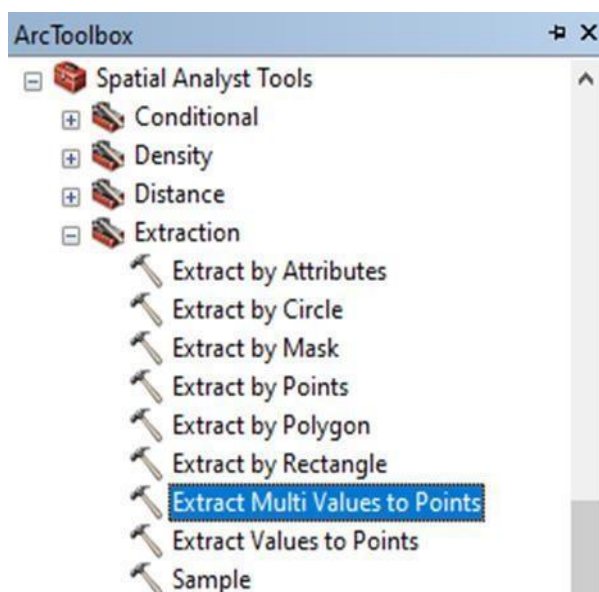 ArcToolbox
Spatial Analyst Tools
Conditional
Density
Distance
Extraction
Extract by Attributes
Extract by Circle
Extract by Mask
Extract by Points
Extract by Polygon
Extract by Rectangle
Extract Multi Values to Points
Extract Values to Points
Sample